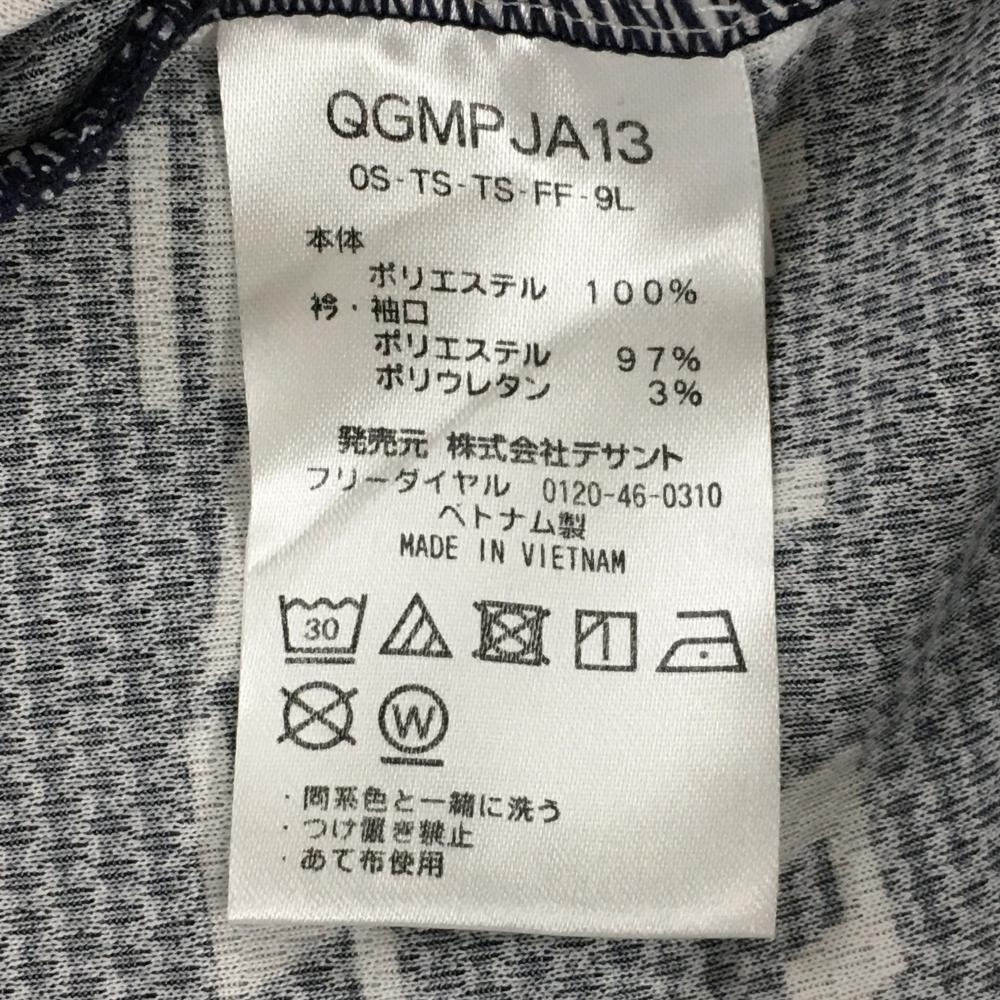 QGMPJA13
OS-TS-TS-FF-9L
本体
ポリエステル 100%
衿・袖口
ポリエステル 97%
ポリウレタン 3%
発売元 株式会社デサント
フリーダイヤル 0120-46-0310
ベトナム製
MADE IN VIETNAM
30
W
・同系色と一緒に洗う
・つけ置き禁止
・あて布使用